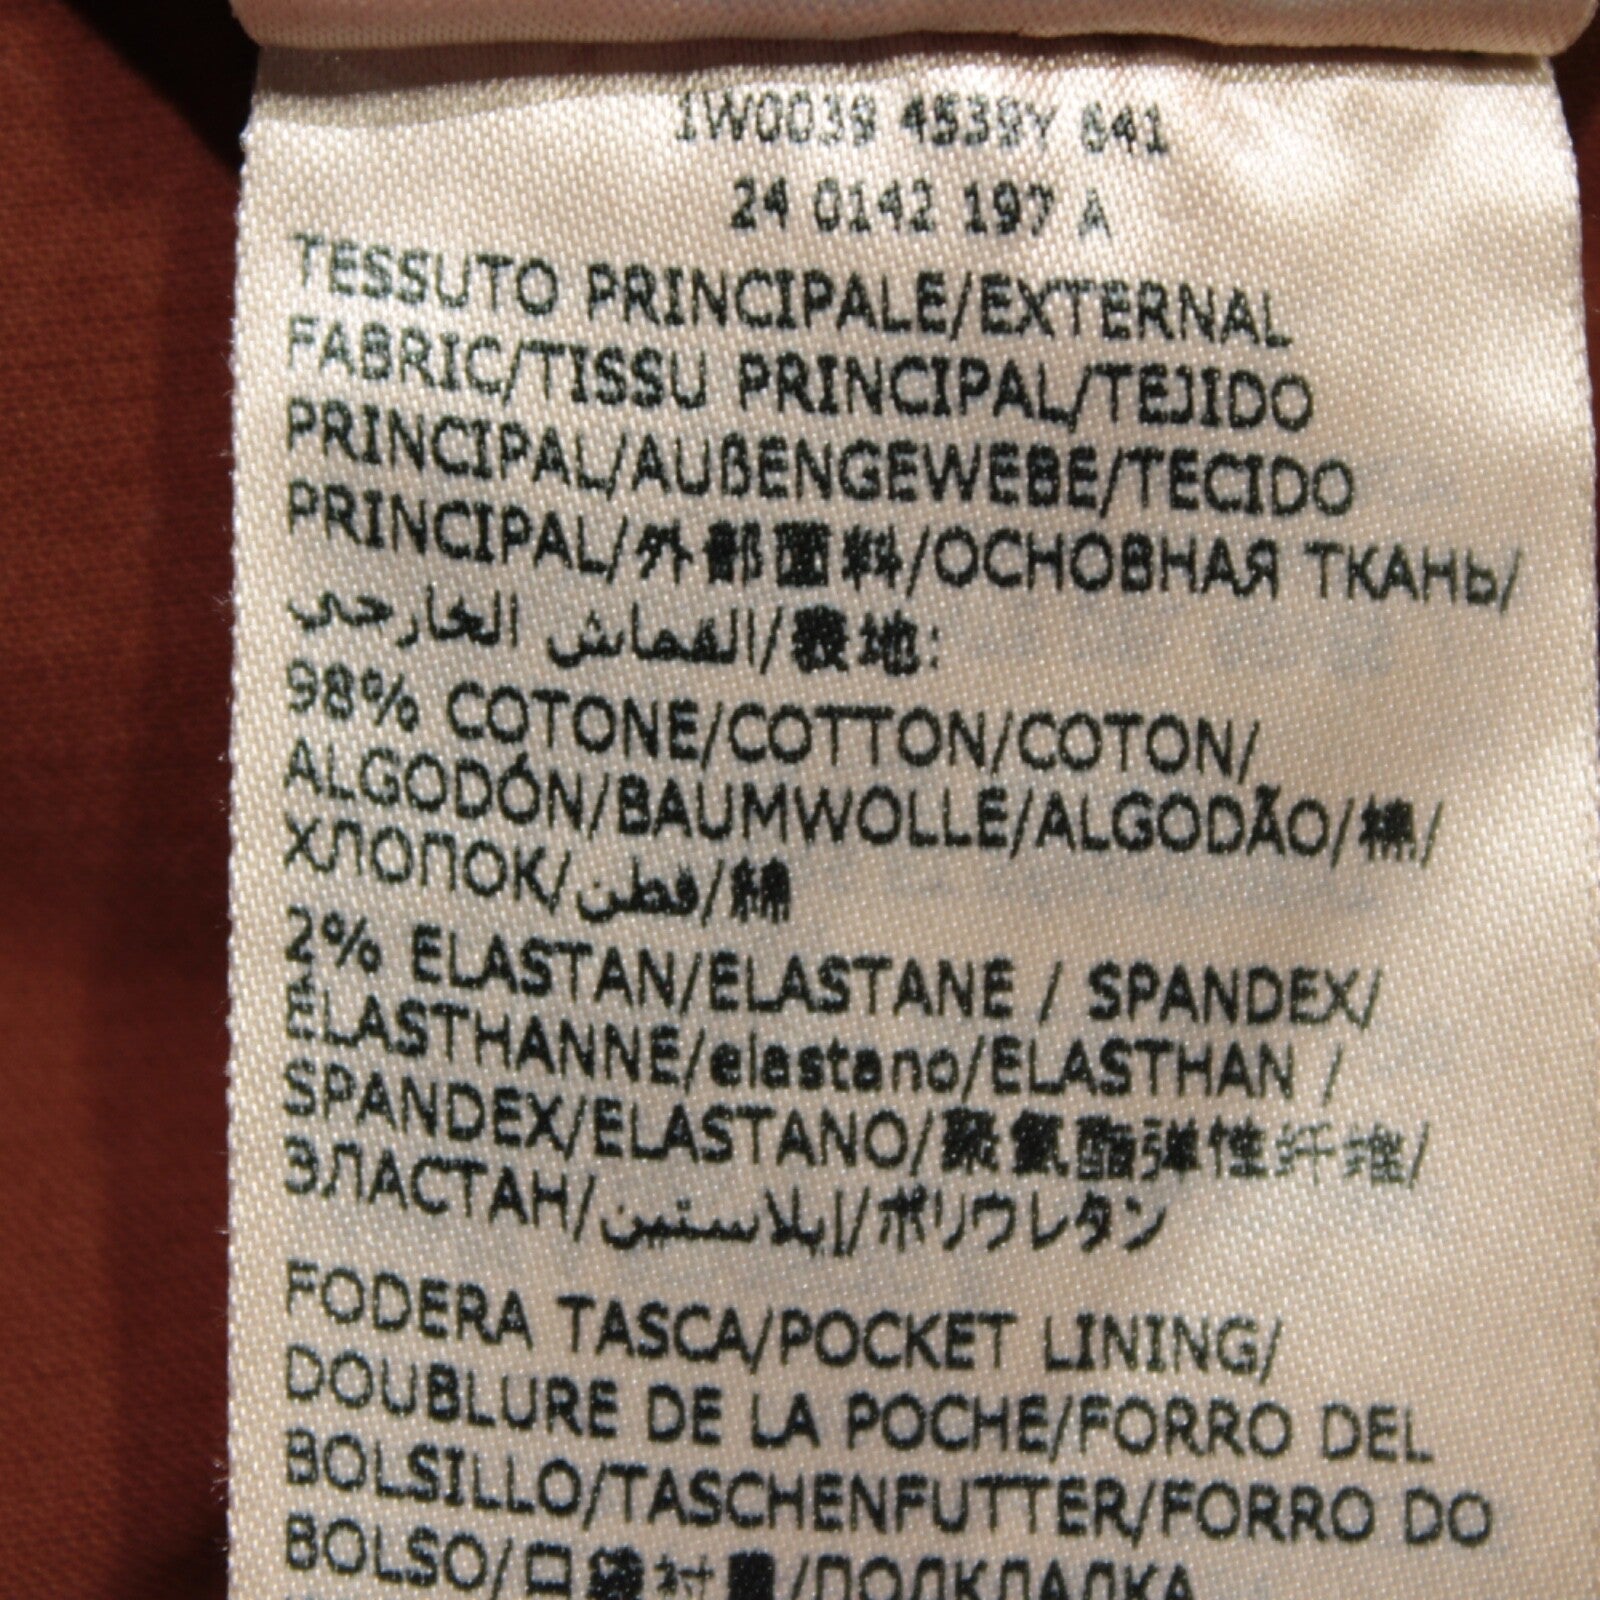 1W0039 4539Y 641
24 0142 197 A
TESSUTO PRINCIPALE/EXTERNAL
FABRIC/TISSU PRINCIPAL/TEJIDO
PRINCIPAL/AUßENGEWEBE/TECIDO
PRINCIPAL/外部面料/ОСНОВНАЯ ТКАНЬ/
القماش الخارجي/表地:
98% COTONE/COTTON/COTON/
ALGODÓN/BAUMWOLLE/ALGODÃO/棉/
ХЛОПОК/قطن/綿
2% ELASTAN/ELASTANE / SPANDEX/
ÉLASTHANNE/elastano/ELASTHAN /
SPANDEX/ELASTANO/聚氨酯弹性纤维/
ЭЛАСТАН/إيلاستين/ポリウレタン
FODERA TASCA/POCKET LINING/
DOUBLURE DE LA POCHE/FORRO DEL
BOLSILLO/TASCHENFUTTER/FORRO DO
BOLSO/口袋衬里/ПОДКЛАДКА